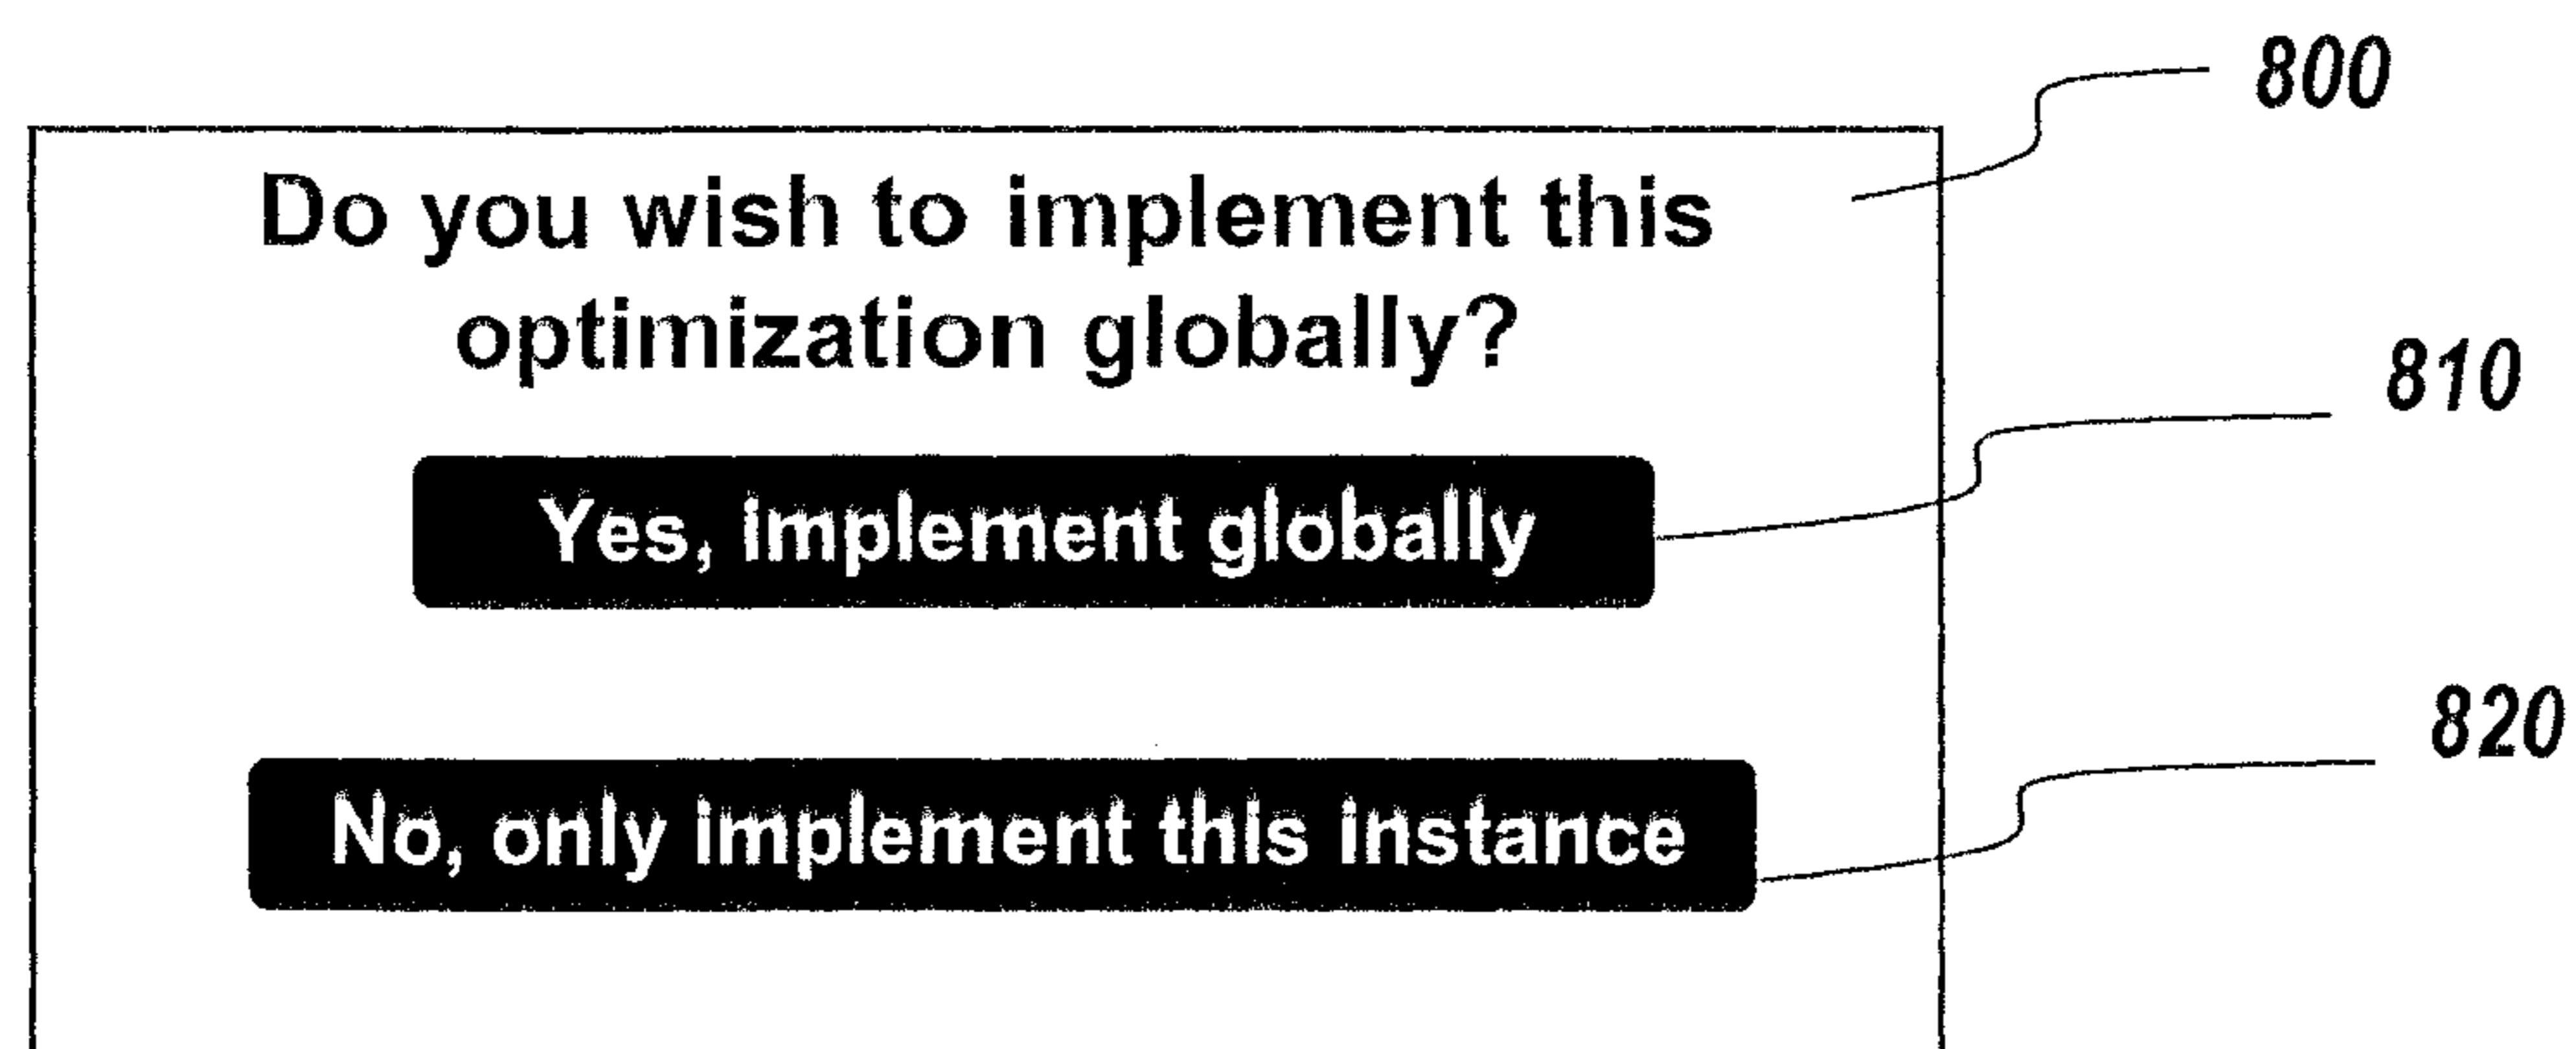 800
Do you wish to implement this
optimization globally?
810
Yes, implement globally
820
No, only implement this instance